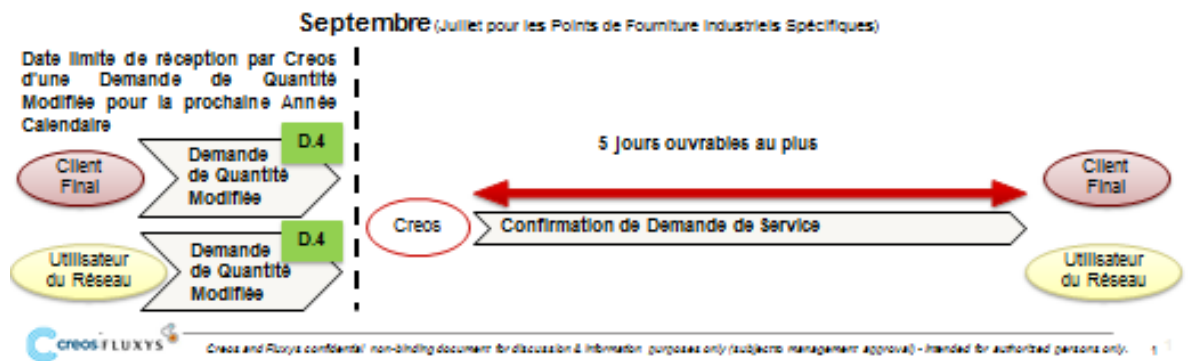 Septembre (Juillet pour les Points de Fourniture Industriels Spécifiques)
Date limite de réception par Creos
d'une Demande de Quantité
Modifiée pour la prochaine Année
Calendaire
Client
Final
Demande
de Quantité
Modifiée
D.4
5 jours ouvrables au plus
Client
Final
Creos
Confirmation de Demande de Service
Utilisateur
du Réseau
Demande
de Quantité
Modifiée
D.4
Utilisateur
du Réseau
creos FLUXYS
Creos and Fluxys confidential non-binding document for discussion & information purposes only (subject to management approval) - intended for authorized persons only.
1
1